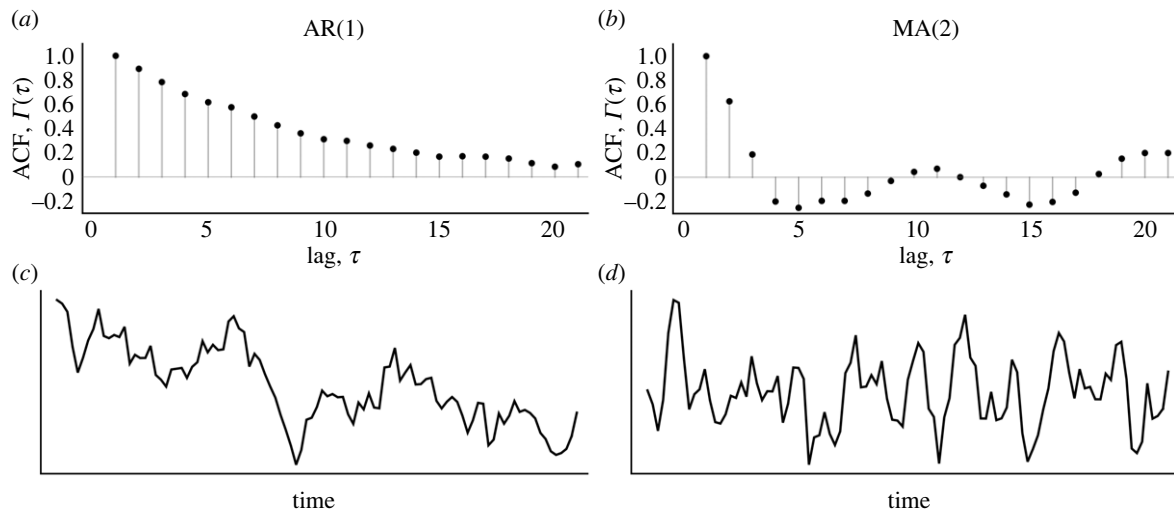 (a)
AR(1)
ACF, Γ(τ)
1.0
0.8
0.6
0.4
0.2
0
–0.2
0 5 10 15 20
lag, τ
(b)
MA(2)
ACF, Γ(τ)
1.0
0.8
0.6
0.4
0.2
0
–0.2
0 5 10 15 20
lag, τ
(c)
time
(d)
time